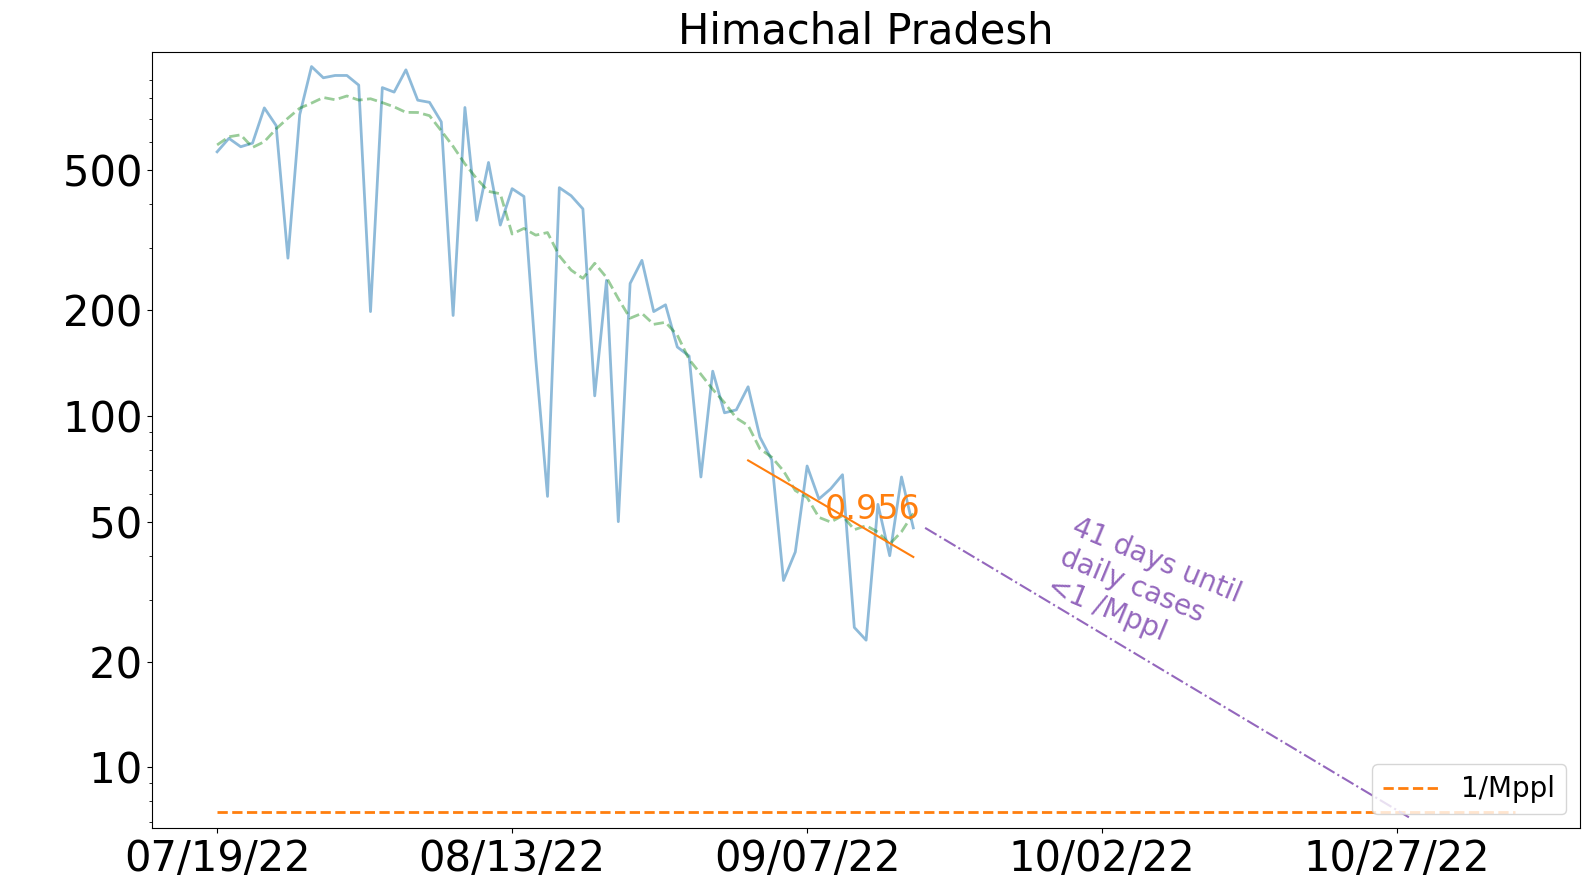 Himachal Pradesh
500
200
100
50
20
10
0.956
41 days until
daily cases
<1 /Mppl
1/Mppl
07/19/22
08/13/22
09/07/22
10/02/22
10/27/22